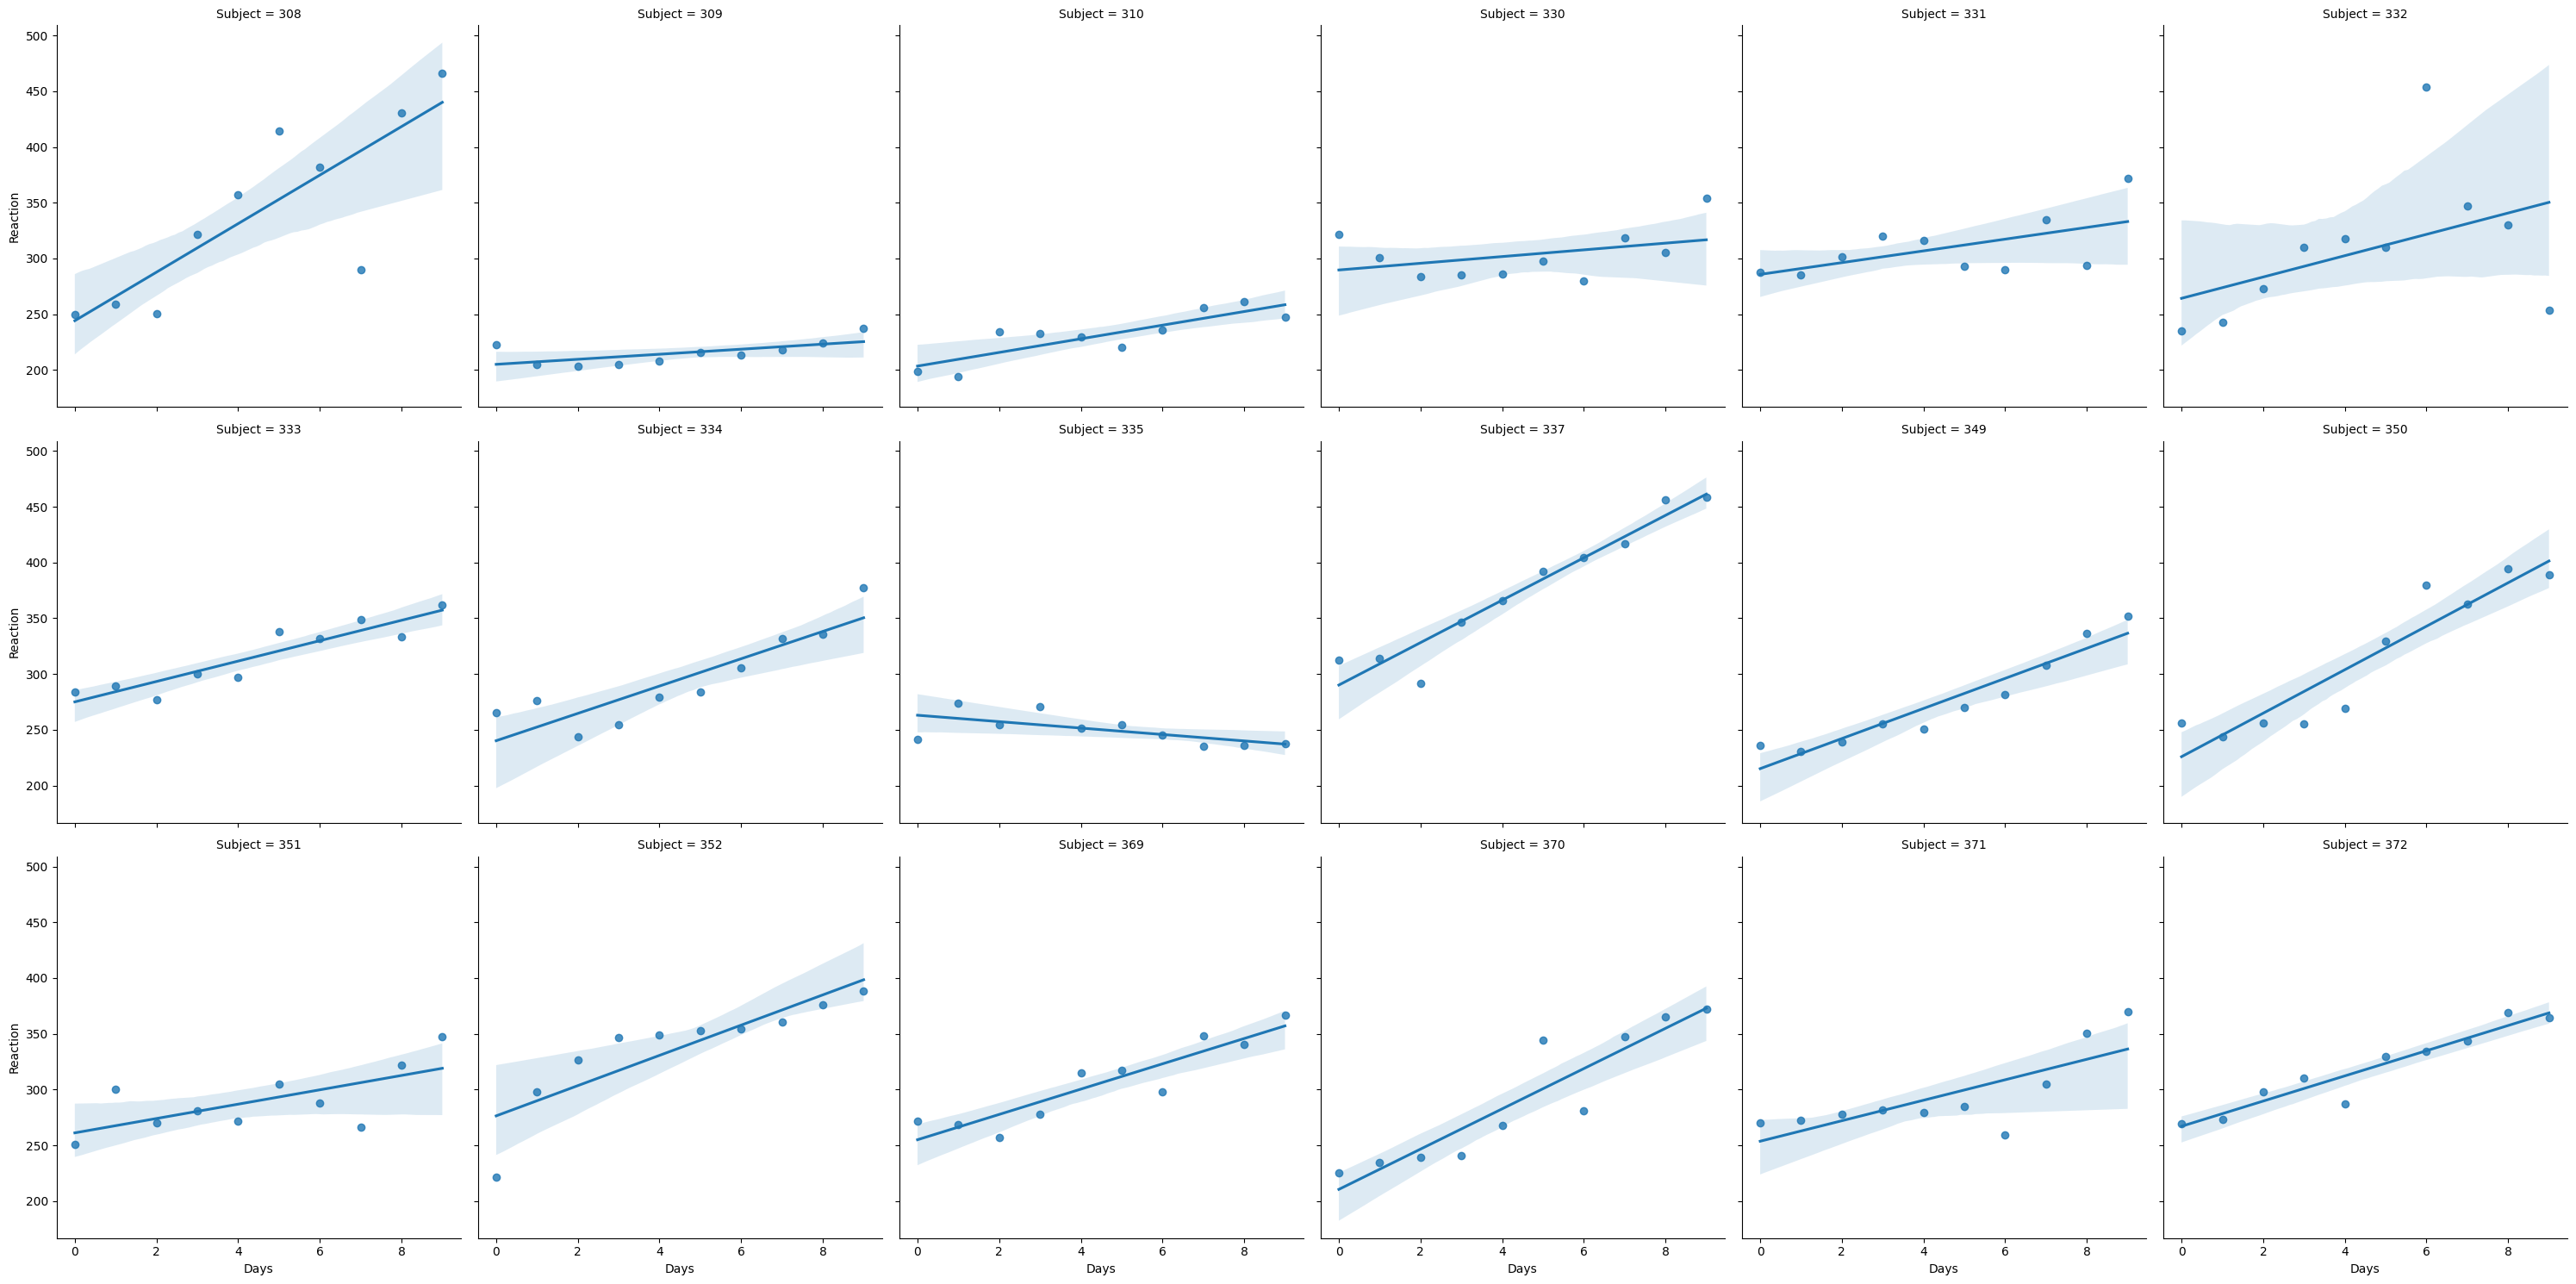 Subject = 308 Subject = 309 Subject = 310 Subject = 330 Subject = 331 Subject = 332
500
450
400
350
300
250
200
Reaction
Subject = 333 Subject = 334 Subject = 335 Subject = 337 Subject = 349 Subject = 350
500
450
400
350
300
250
200
Reaction
Subject = 351 Subject = 352 Subject = 369 Subject = 370 Subject = 371 Subject = 372
500
450
400
350
300
250
200
Reaction
0 2 4 6 8 0 2 4 6 8 0 2 4 6 8 0 2 4 6 8 0 2 4 6 8 0 2 4 6 8
Days Days Days Days Days Days